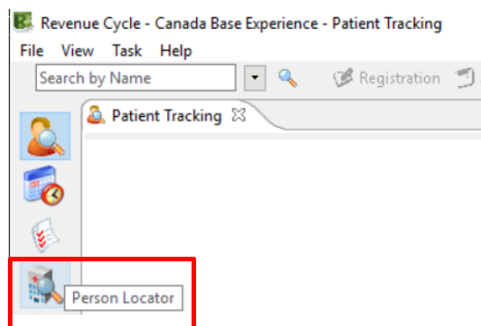 Revenue Cycle - Canada Base Experience - Patient Tracking
File View Task Help
Search by Name Registration
Patient Tracking
Person Locator